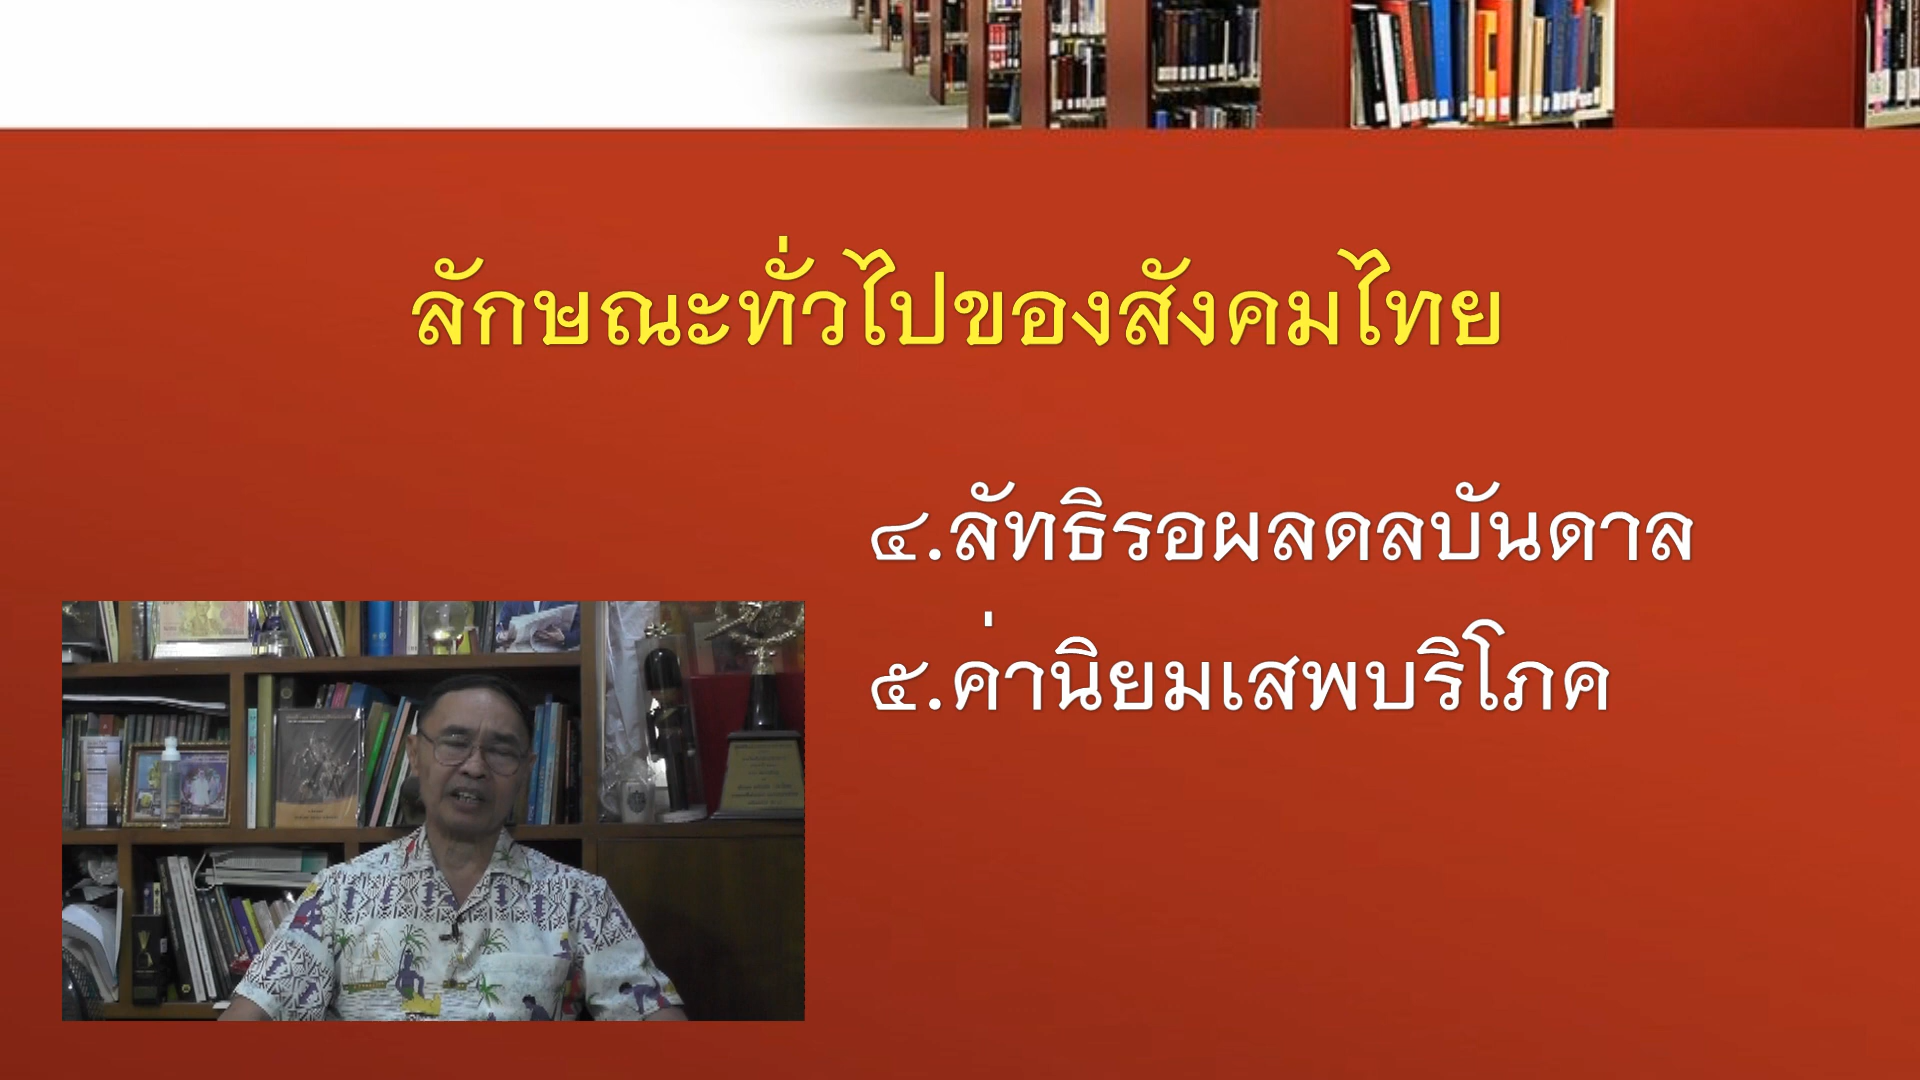 ลักษณะทั่วไปของสังคมไทย
๔.ลัทธิรอผลดลบันดาล
๕.ค่านิยมเสพบริโภค